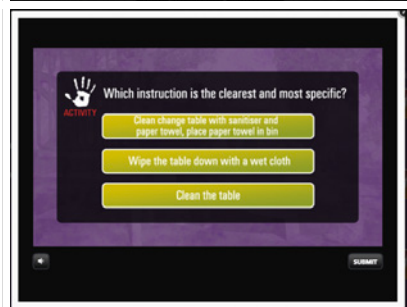 Which instruction is the clearest and most specific?
ACTIVITY
Clean change table with sanitiser and
paper towel, place paper towel in bin
Wipe the table down with a wet cloth
Clean the table
SUBMIT